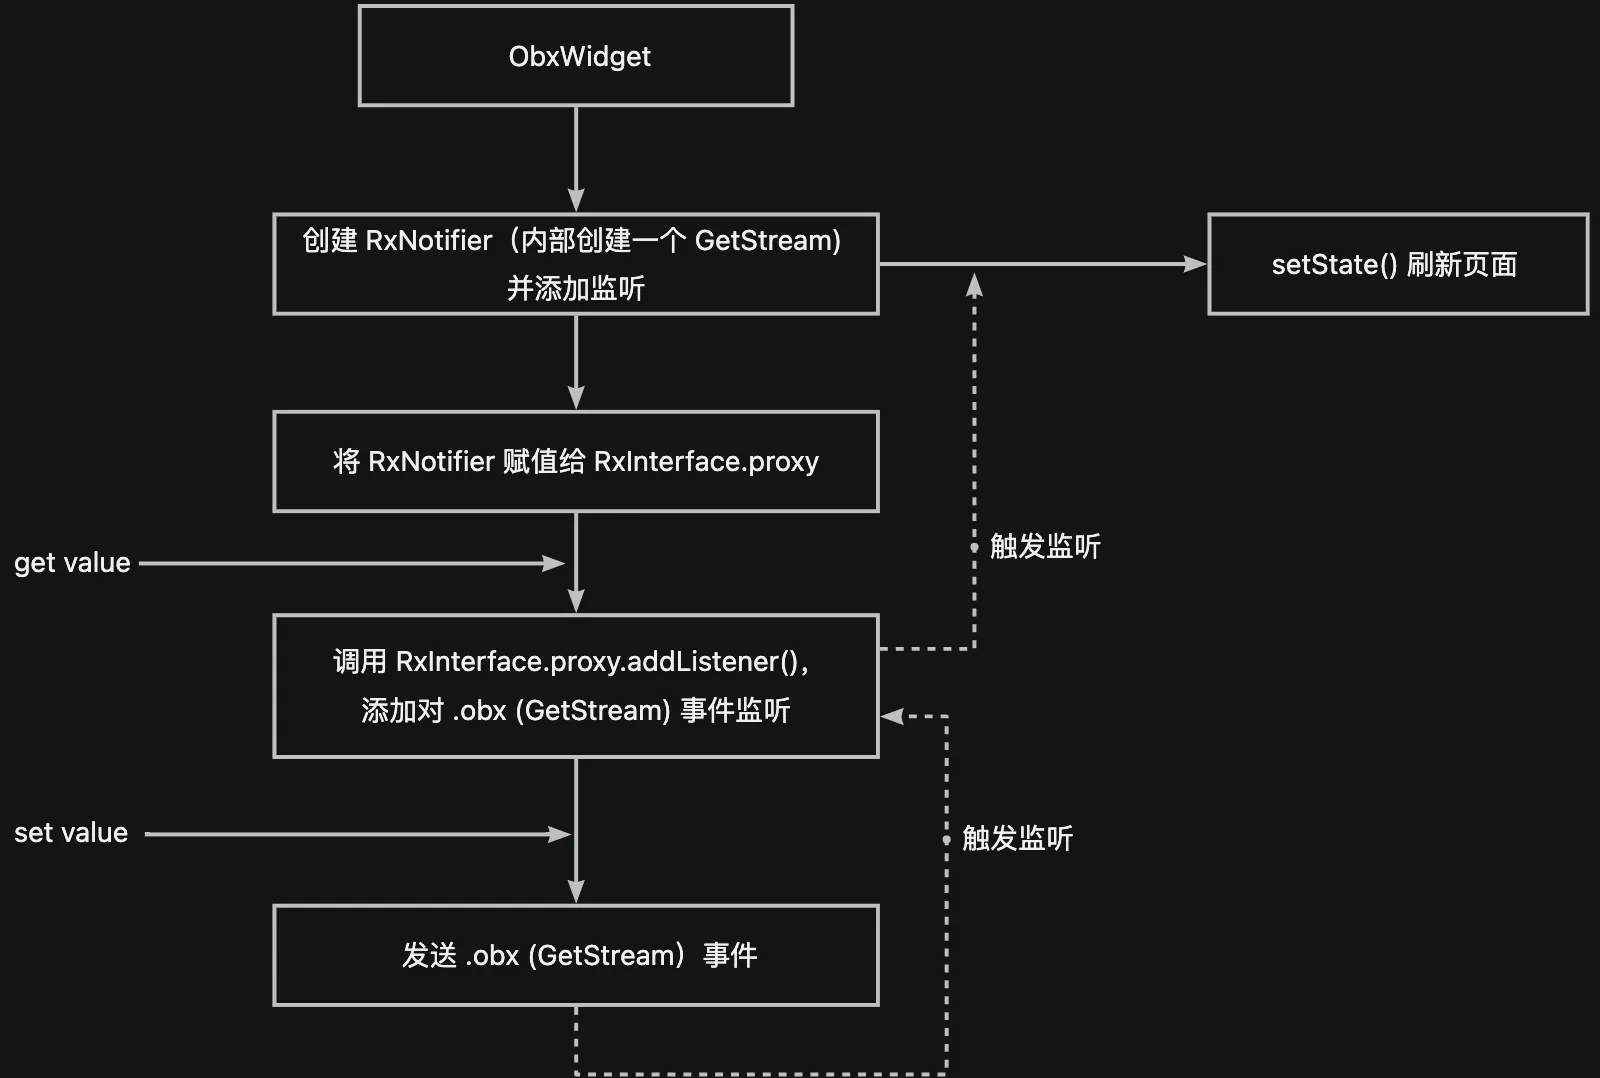 ObxWidget
创建 RxNotifier（内部创建一个 GetStream)
并添加监听
setState() 刷新页面
将 RxNotifier 赋值给 RxInterface.proxy
触发监听
get value
调用 RxInterface.proxy.addListener(),
添加对 .obx (GetStream) 事件监听
set value
触发监听
发送 .obx (GetStream）事件